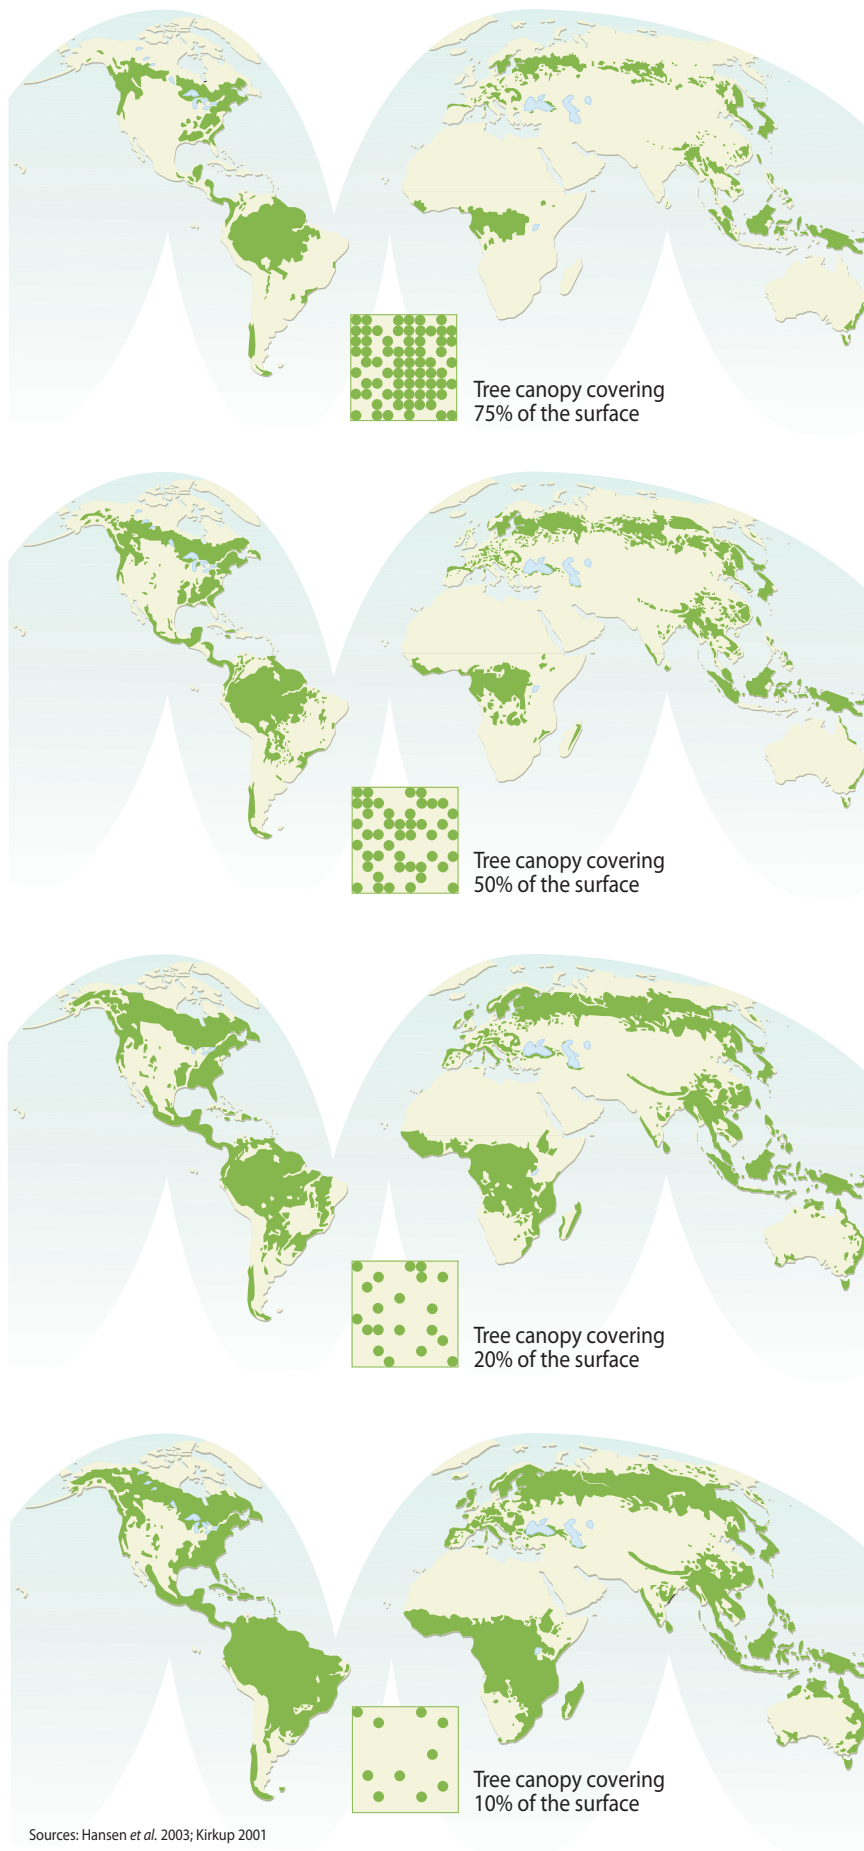 Tree canopy covering
75% of the surface
Tree canopy covering
50% of the surface
Tree canopy covering
20% of the surface
Tree canopy covering
10% of the surface
Sources: Hansen et al. 2003; Kirkup 2001